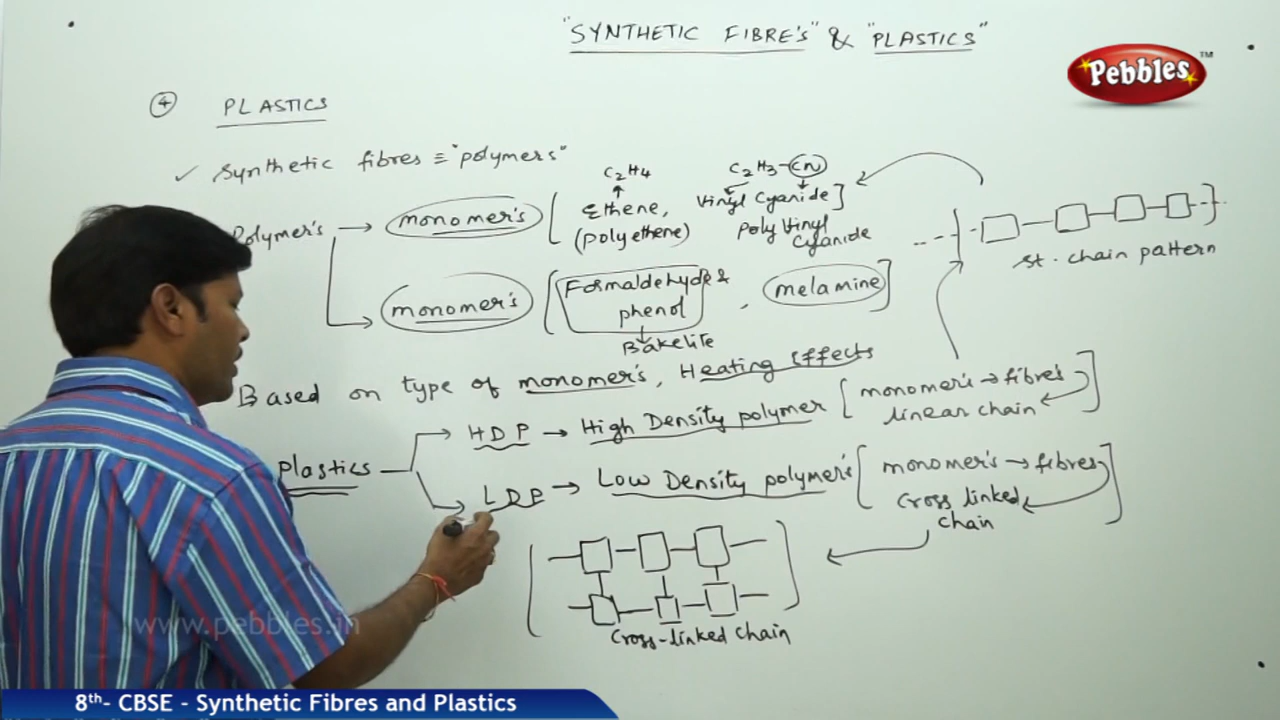 "SYNTHETIC FIBRE'S" & "PLASTICS"
Pebbles TM
4 PLASTICS
✓ Synthetic fibres ≡ "polymers"
C2H4
C2H3-CN
Polymer's → monomer's [ Ethene, Vinyl Cyanide]
(polyethene) Poly Vinyl
Cyanide
st. chain pattern
monomer's [ Formaldehyde &
phenol , melamine ]
Bakelite
Based on type of monomer's, Heating Effects
Plastics
HDP → High Density polymer [ monomer's → fibres
linear chain ]
LDP → Low Density polymer's [ monomer's → fibres
cross linked
chain ]
Cross-linked chain
www.pebbles.in
8th- CBSE - Synthetic Fibres and Plastics